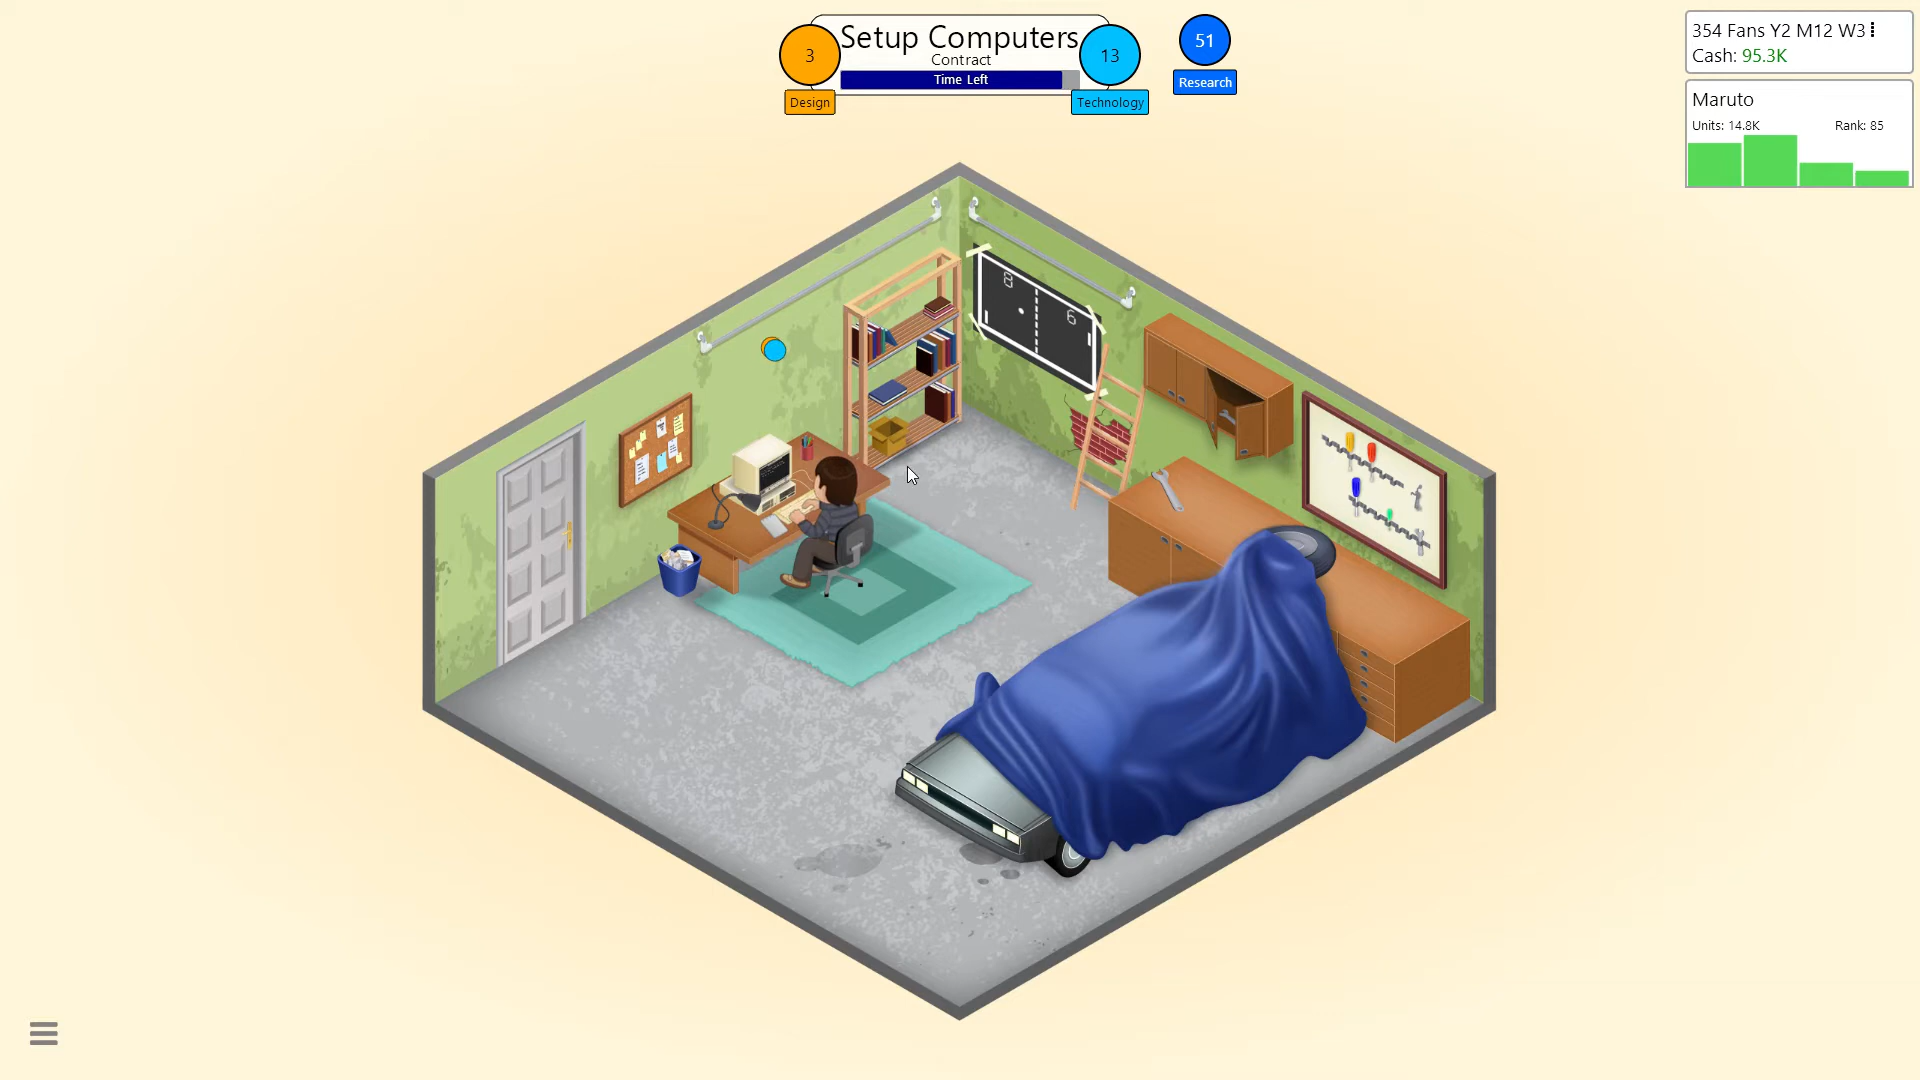 Setup Computers
Contract
Time Left
3
Design
13
Technology
51
Research
354 Fans Y2 M12 W3
Cash: 95.3K
Maruto
Units: 14.8K Rank: 85